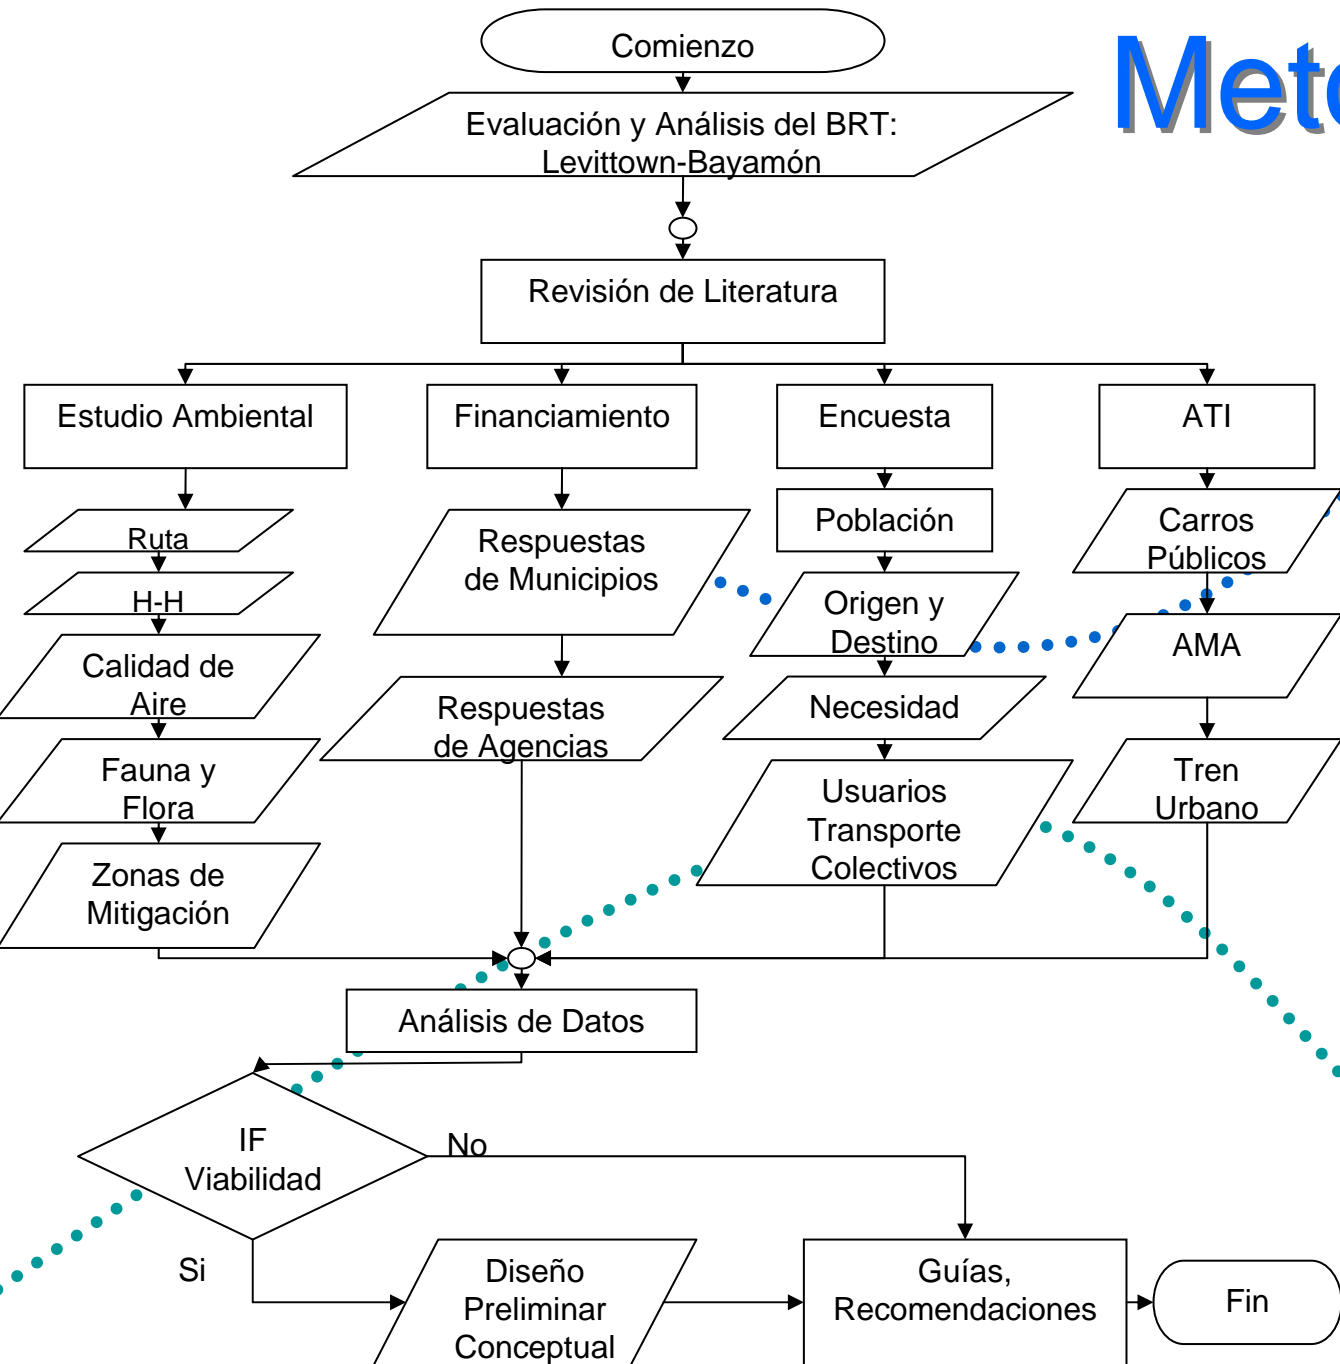 Comienzo
Evaluación y Análisis del BRT:
Levittown-Bayamón
Revisión de Literatura
Estudio Ambiental
Ruta
H-H
Calidad de
Aire
Fauna y
Flora
Zonas de
Mitigación
Financiamiento
Respuestas
de Municipios
Respuestas
de Agencias
Encuesta
Población
Origen y
Destino
Necesidad
Usuarios
Transporte
Colectivos
ATI
Carros
Públicos
AMA
Tren
Urbano
Análisis de Datos
IF
Viabilidad
No
Si
Diseño
Preliminar
Conceptual
Guías,
Recomendaciones
Fin